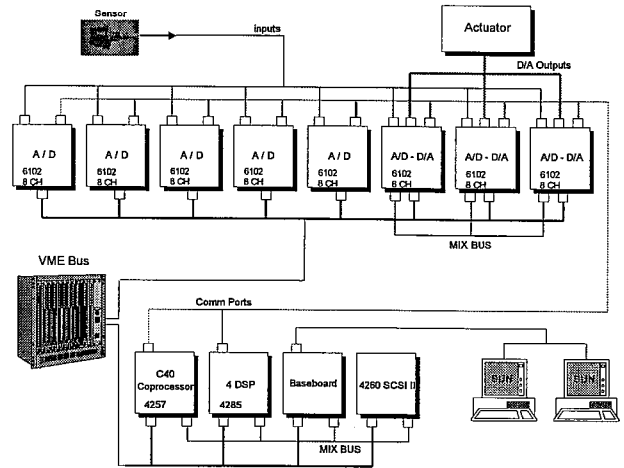 Sensor
inputs
Actuator
D/A Outputs
A / D
6102
8 CH
A / D
6102
8 CH
A / D
6102
8 CH
A / D
6102
8 CH
A / D
6102
8 CH
A/D - D/A
6102
8 CH
A/D - D/A
6102
8 CH
A/D - D/A
6102
8 CH
MIX BUS
VME Bus
Comm Ports
C40
Coprocessor
4257
4 DSP
4285
Baseboard
4260 SCSI II
SUN
SUN
MIX BUS